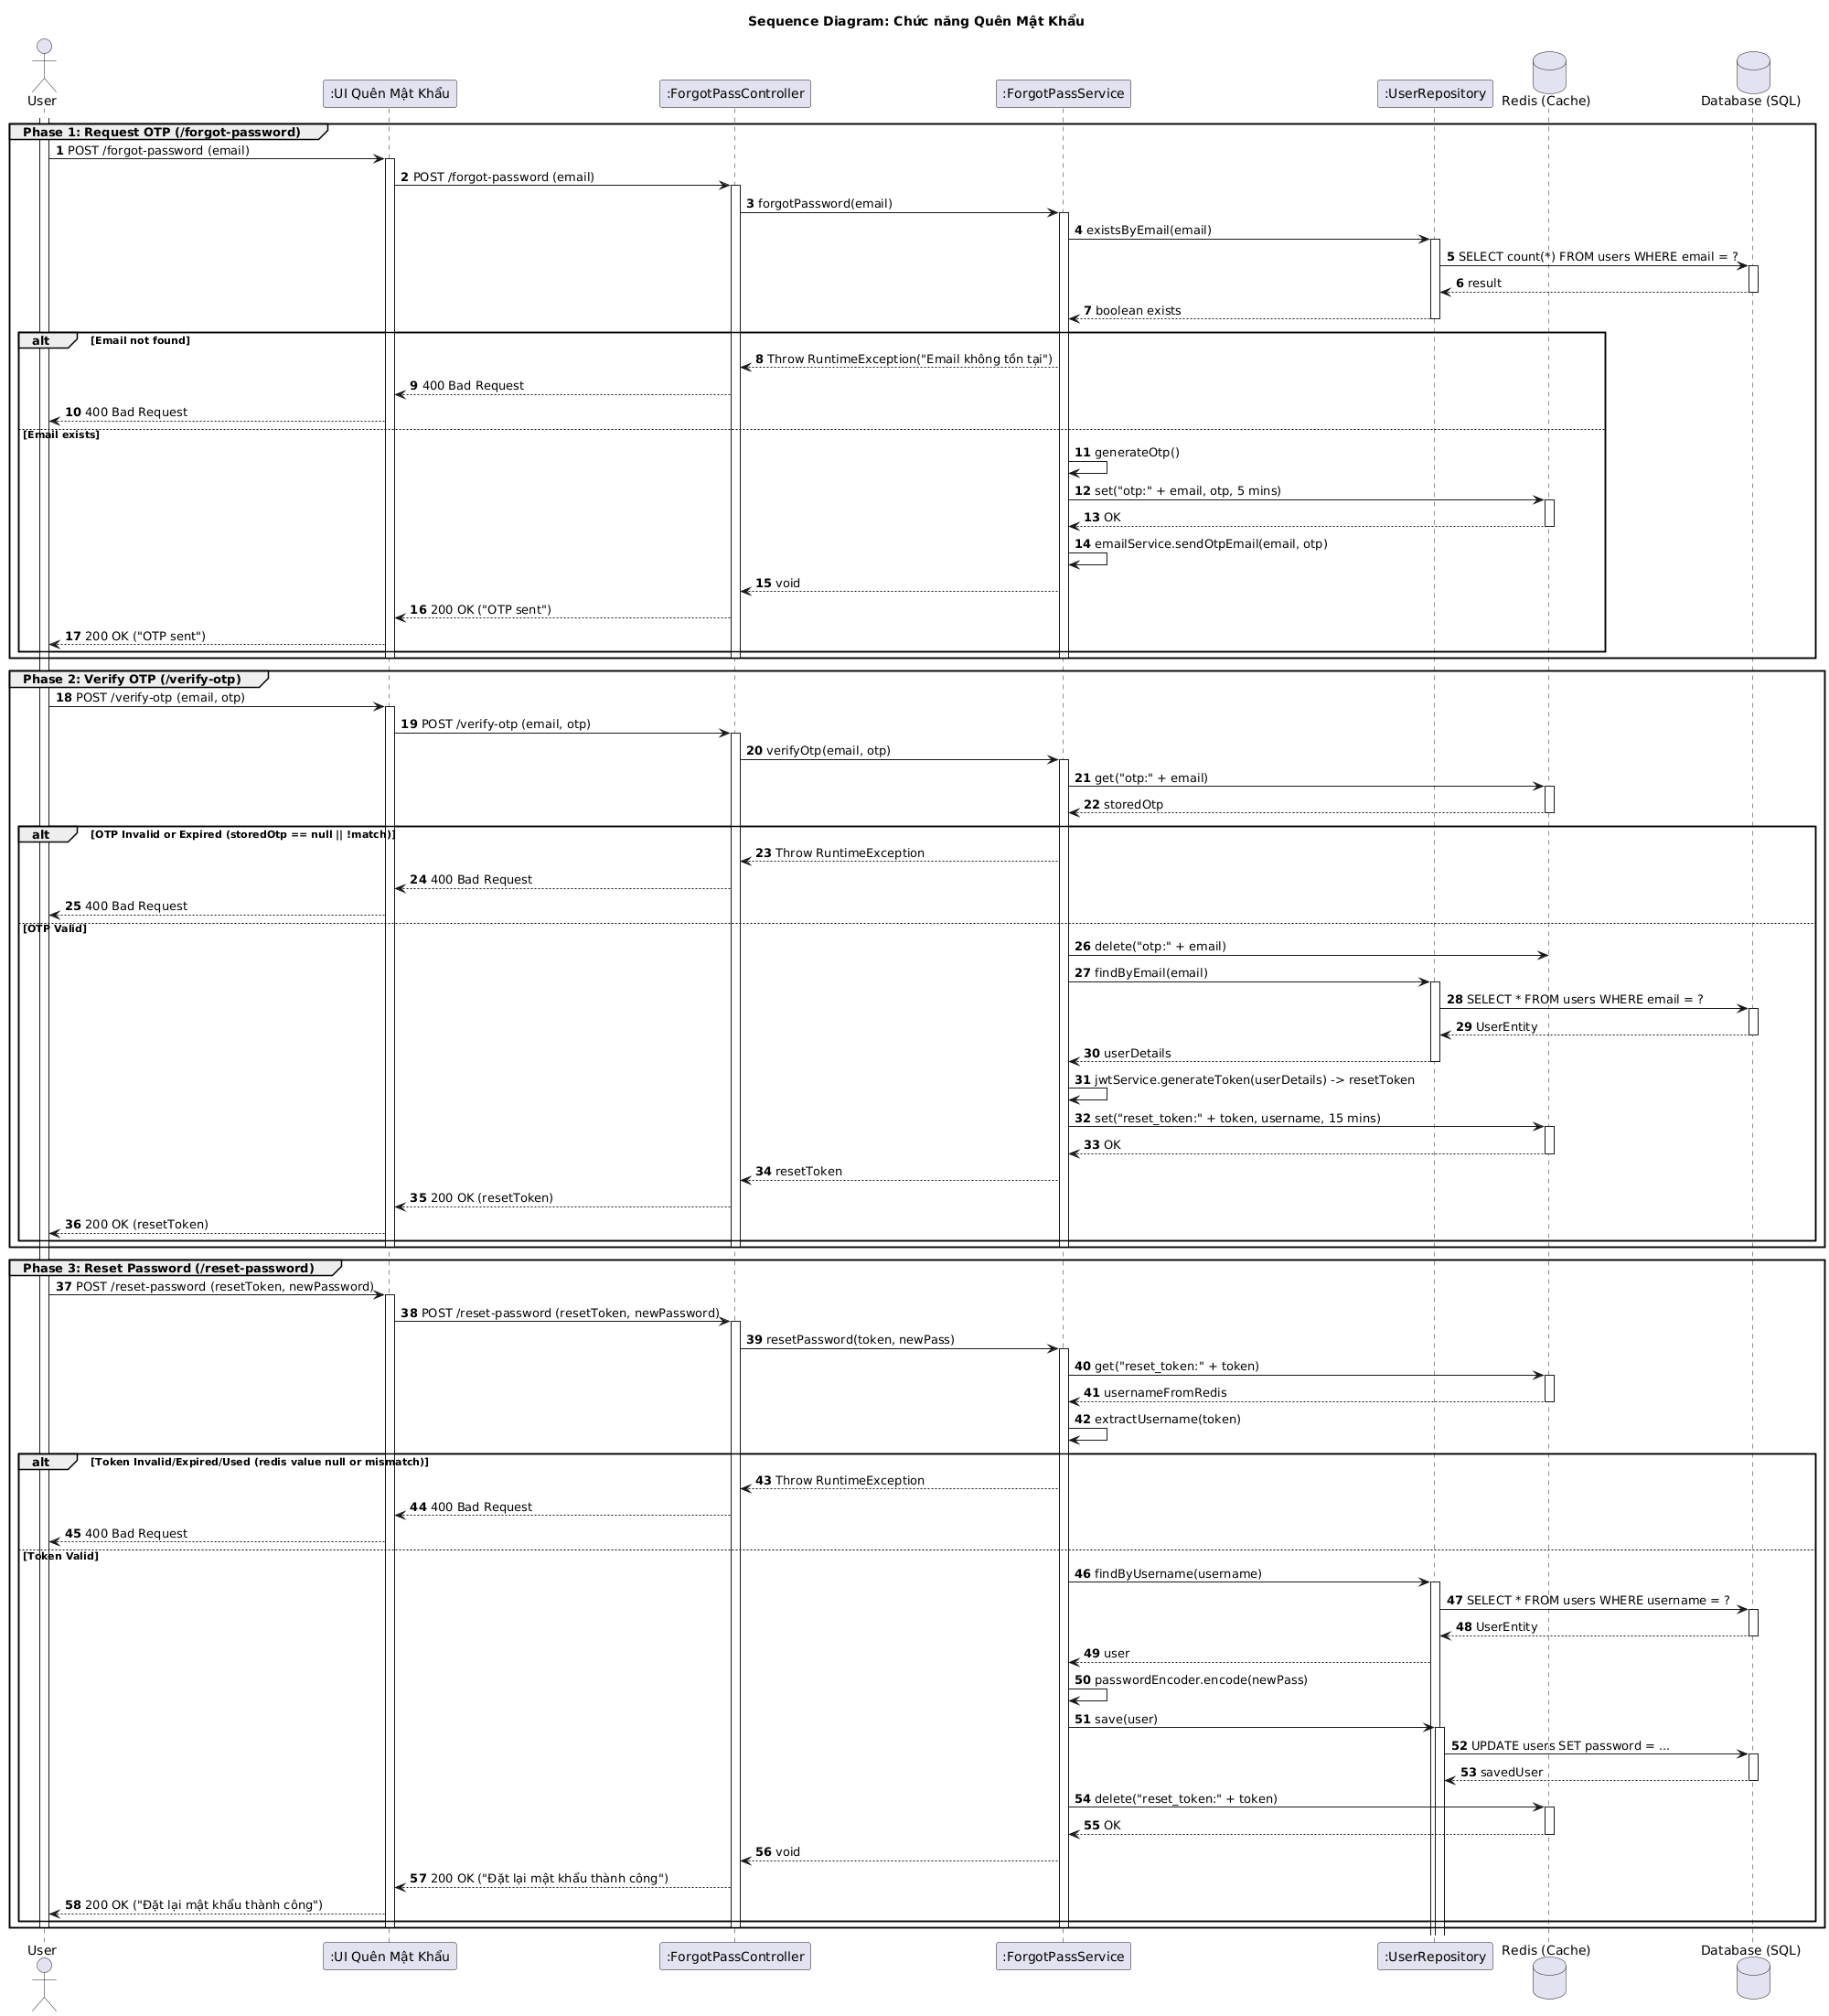 Sequence Diagram: Chức năng Quên Mật Khẩu
User
:UI Quên Mật Khẩu
:ForgotPassController
:ForgotPassService
:UserRepository
Redis (Cache)
Database (SQL)
Phase 1: Request OTP (/forgot-password)
1 POST /forgot-password (email)
2 POST /forgot-password (email)
3 forgotPassword(email)
4 existsByEmail(email)
5 SELECT count(*) FROM users WHERE email = ?
6 result
7 boolean exists
alt [Email not found]
8 Throw RuntimeException("Email không tồn tại")
9 400 Bad Request
10 400 Bad Request
[Email exists]
11 generateOtp()
12 set("otp:" + email, otp, 5 mins)
13 OK
14 emailService.sendOtpEmail(email, otp)
15 void
16 200 OK ("OTP sent")
17 200 OK ("OTP sent")
Phase 2: Verify OTP (/verify-otp)
18 POST /verify-otp (email, otp)
19 POST /verify-otp (email, otp)
20 verifyOtp(email, otp)
21 get("otp:" + email)
22 storedOtp
alt [OTP Invalid or Expired (storedOtp == null || !match)]
23 Throw RuntimeException
24 400 Bad Request
25 400 Bad Request
[OTP Valid]
26 delete("otp:" + email)
27 findByEmail(email)
28 SELECT * FROM users WHERE email = ?
29 UserEntity
30 userDetails
31 jwtService.generateToken(userDetails) -> resetToken
32 set("reset_token:" + token, username, 15 mins)
33 OK
34 resetToken
35 200 OK (resetToken)
36 200 OK (resetToken)
Phase 3: Reset Password (/reset-password)
37 POST /reset-password (resetToken, newPassword)
38 POST /reset-password (resetToken, newPassword)
39 resetPassword(token, newPass)
40 get("reset_token:" + token)
41 usernameFromRedis
42 extractUsername(token)
alt [Token Invalid/Expired/Used (redis value null or mismatch)]
43 Throw RuntimeException
44 400 Bad Request
45 400 Bad Request
[Token Valid]
46 findByUsername(username)
47 SELECT * FROM users WHERE username = ?
48 UserEntity
49 user
50 passwordEncoder.encode(newPass)
51 save(user)
52 UPDATE users SET password = ...
53 savedUser
54 delete("reset_token:" + token)
55 OK
56 void
57 200 OK ("Đặt lại mật khẩu thành công")
58 200 OK ("Đặt lại mật khẩu thành công")
User
:UI Quên Mật Khẩu
:ForgotPassController
:ForgotPassService
:UserRepository
Redis (Cache)
Database (SQL)